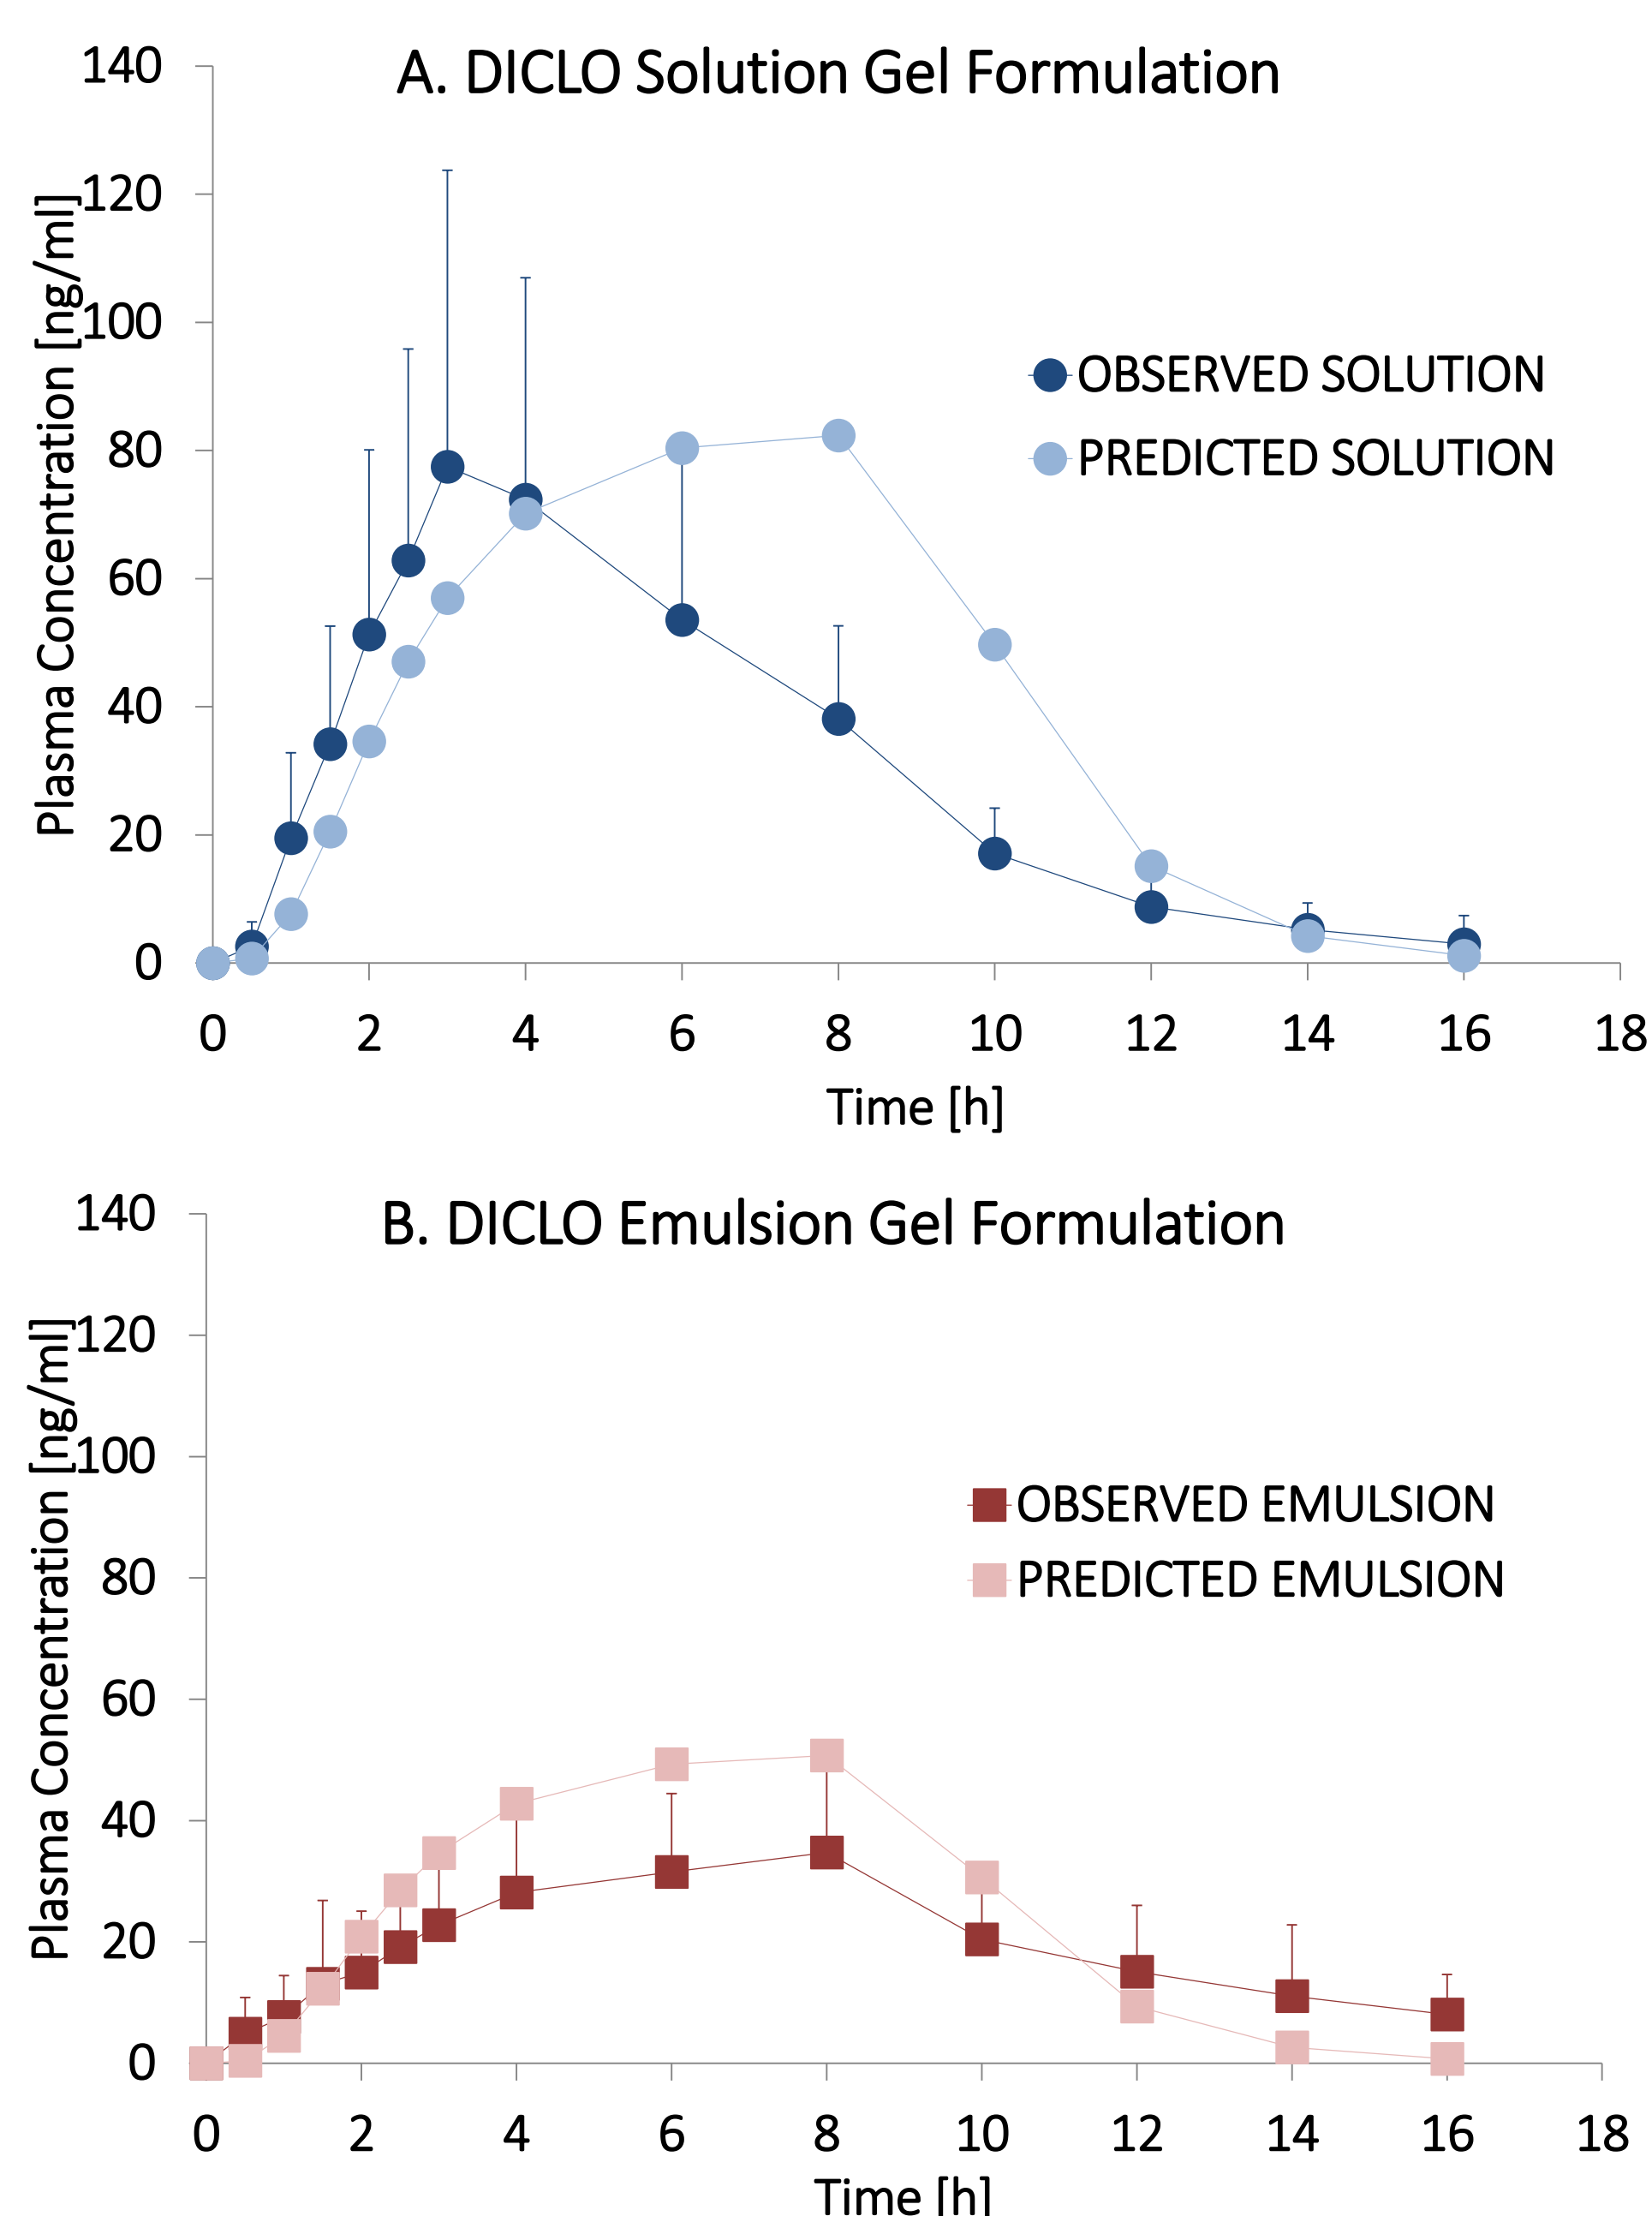 A. DICLO Solution Gel Formulation
Plasma Concentration [ng/ml]
140
120
100
80
60
40
20
0
OBSERVED SOLUTION
PREDICTED SOLUTION
0 2 4 6 8 10 12 14 16 18
Time [h]
B. DICLO Emulsion Gel Formulation
Plasma Concentration [ng/ml]
140
120
100
80
60
40
20
0
OBSERVED EMULSION
PREDICTED EMULSION
0 2 4 6 8 10 12 14 16 18
Time [h]